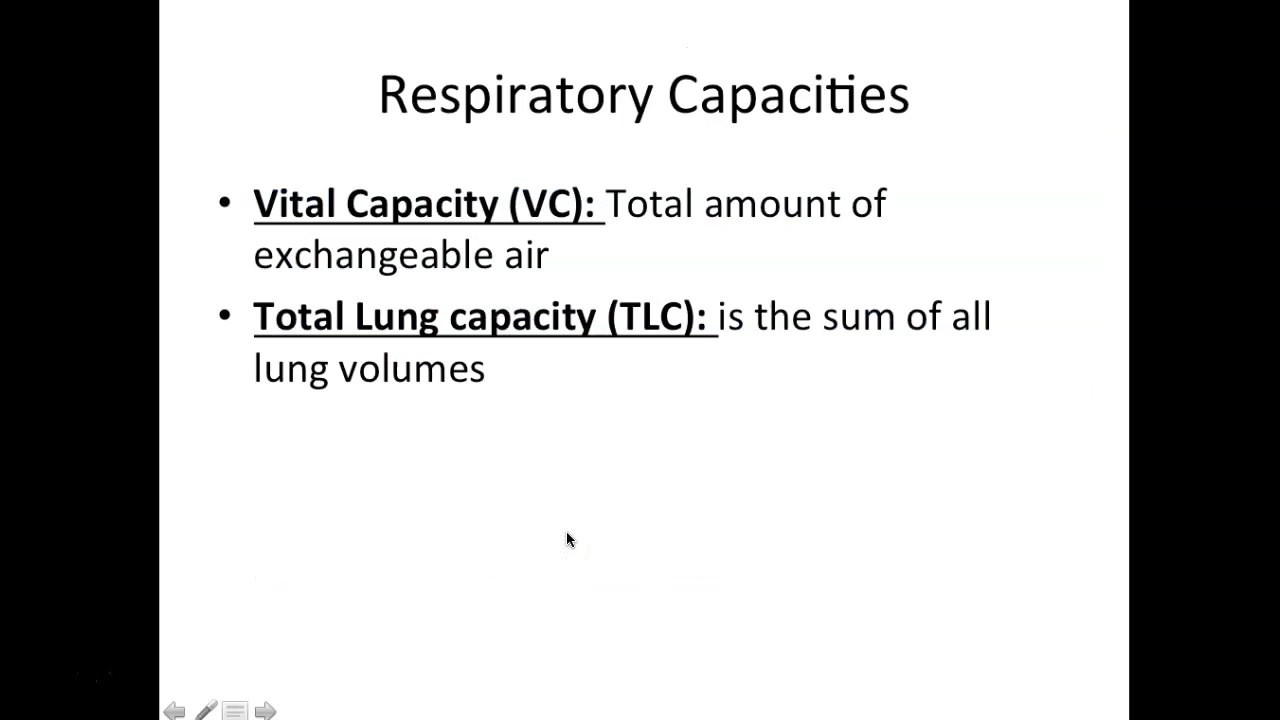 Respiratory Capacities
• Vital Capacity (VC): Total amount of
exchangeable air
• Total Lung capacity (TLC): is the sum of all
lung volumes